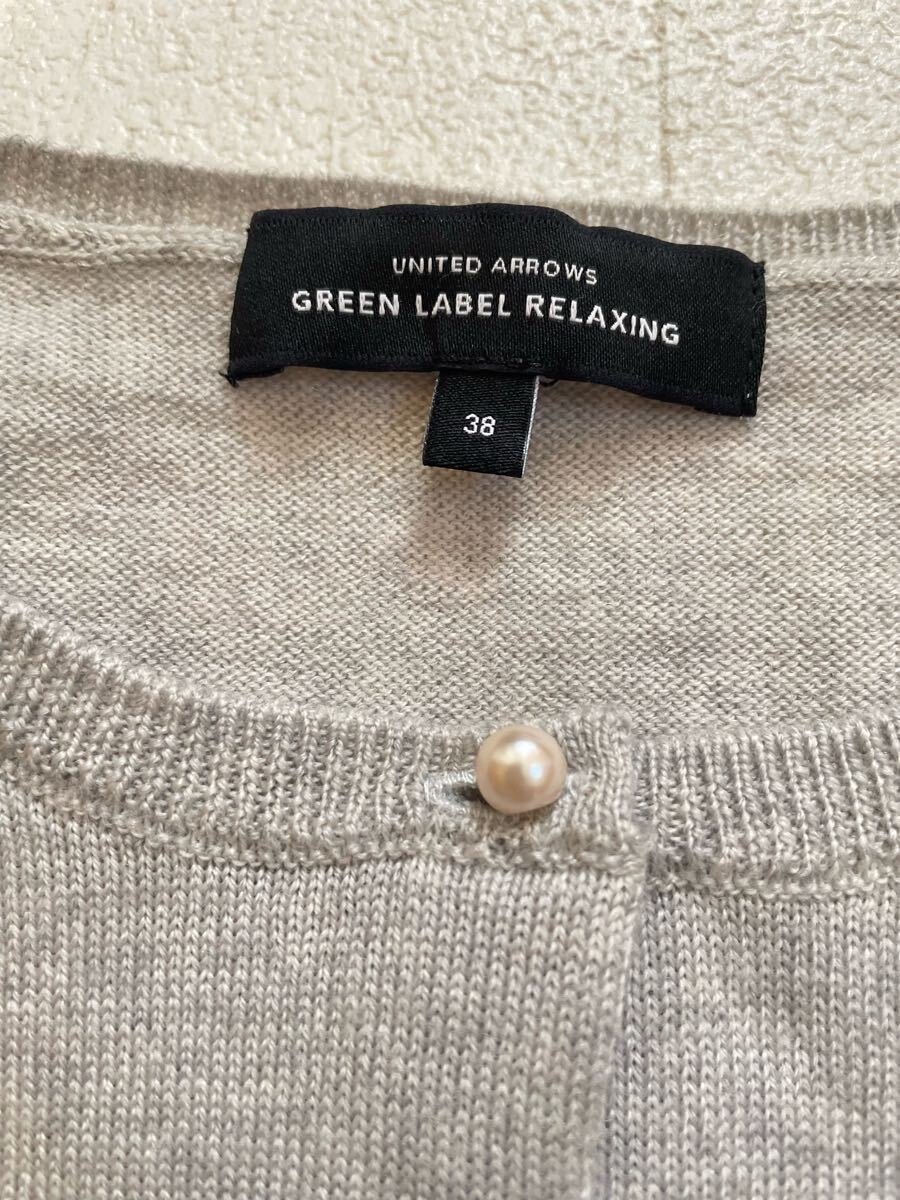 UNITED ARROWS
GREEN LABEL RELAXING
38